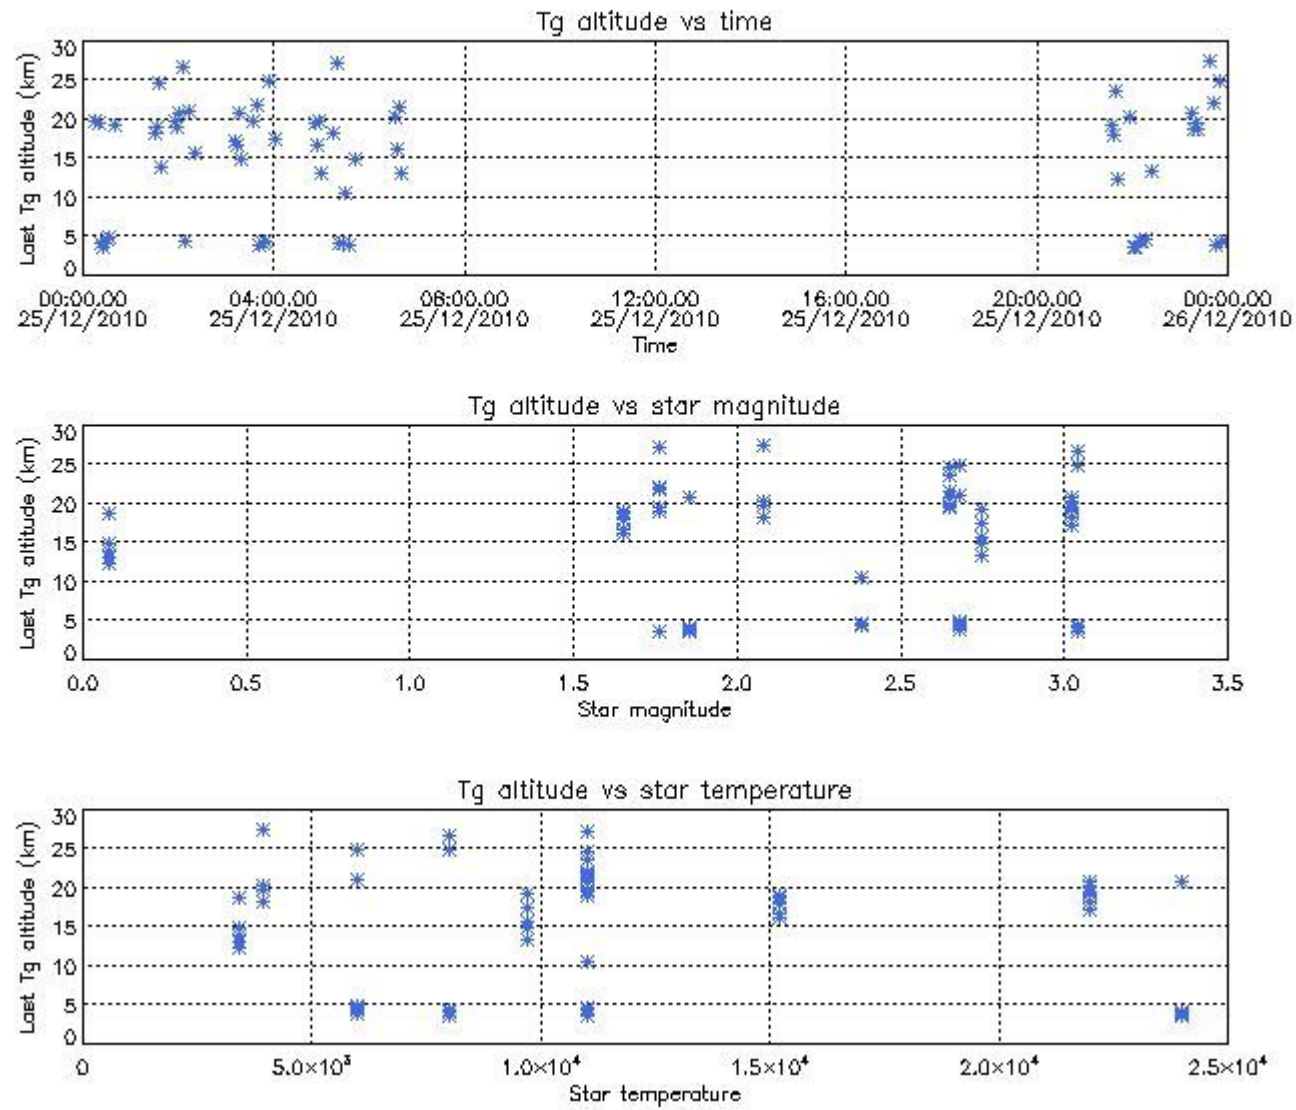 Tg altitude vs time
Last Tg altitude (km)
30
25
20
15
10
5
0
00:00.00 04:00.00 08:00.00 12:00.00 16:00.00 20:00.00 00:00.00
25/12/2010 25/12/2010 25/12/2010 25/12/2010 25/12/2010 25/12/2010 26/12/2010
Time
Tg altitude vs star magnitude
Last Tg altitude (km)
30
25
20
15
10
5
0
0.0 0.5 1.0 1.5 2.0 2.5 3.0 3.5
Star magnitude
Tg altitude vs star temperature
Last Tg altitude (km)
30
25
20
15
10
5
0
0 5.0×10³ 1.0×10⁴ 1.5×10⁴ 2.0×10⁴ 2.5×10⁴
Star temperature